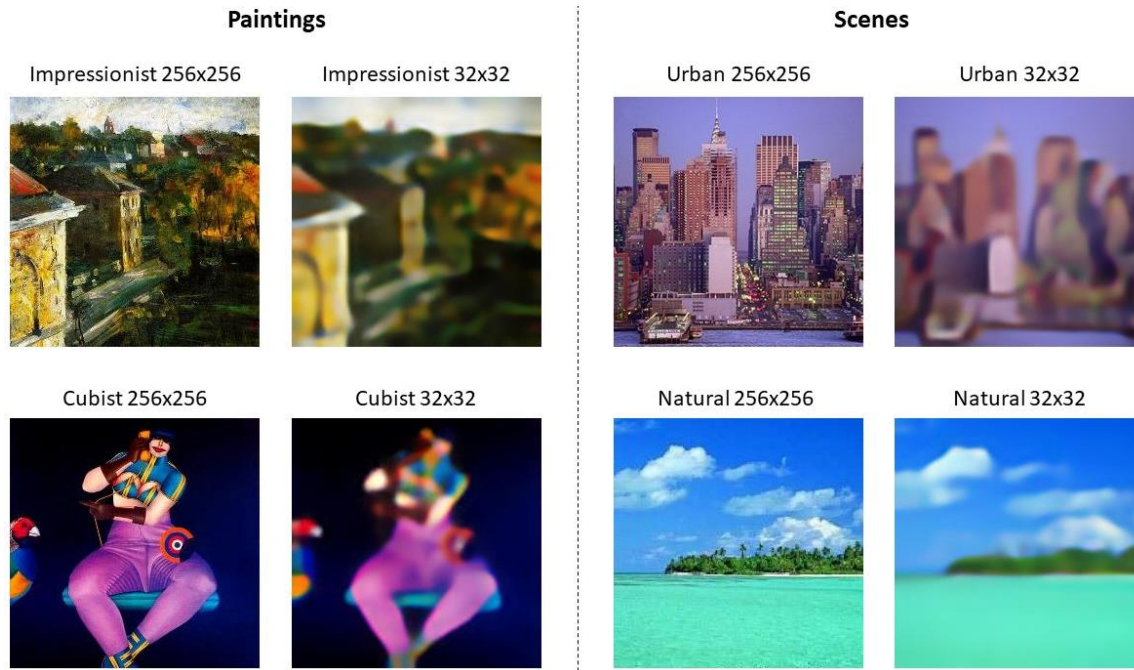 Paintings
Scenes
Impressionist 256x256
Impressionist 32x32
Urban 256x256
Urban 32x32
Cubist 256x256
Cubist 32x32
Natural 256x256
Natural 32x32